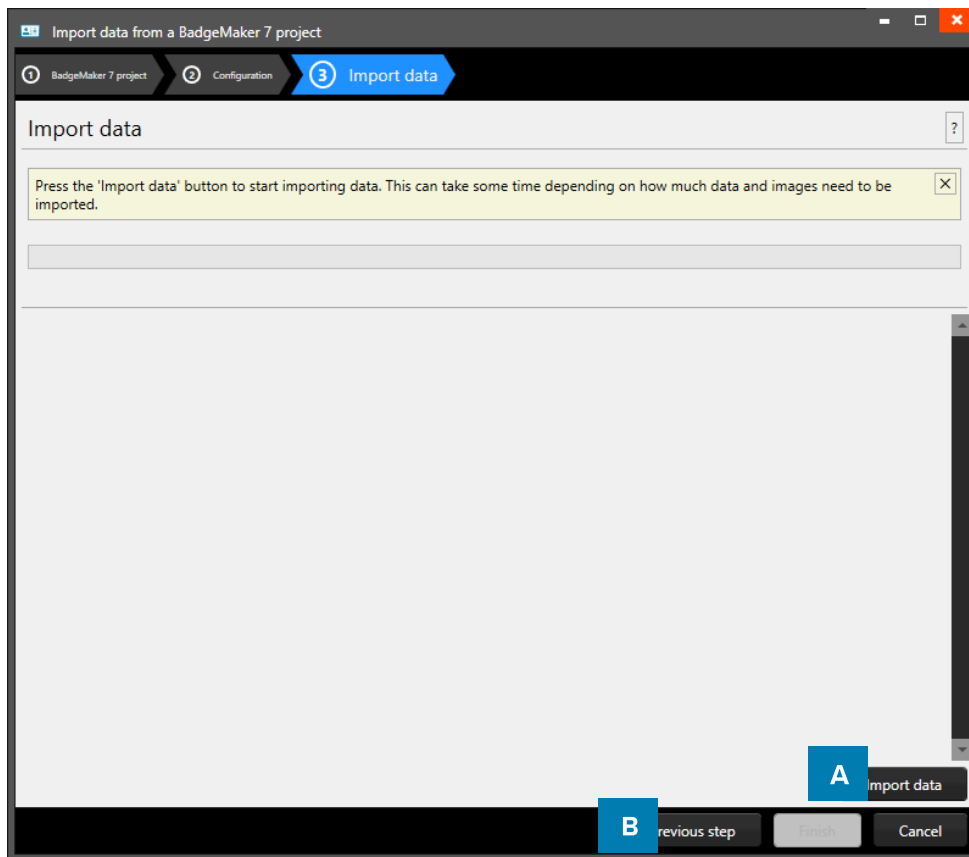 Import data from a BadgeMaker 7 project
1 BadgeMaker 7 project
2 Configuration
3 Import data
Import data
?
Press the 'Import data' button to start importing data. This can take some time depending on how much data and images need to be
imported.
A
Import data
B
revious step
Finish
Cancel